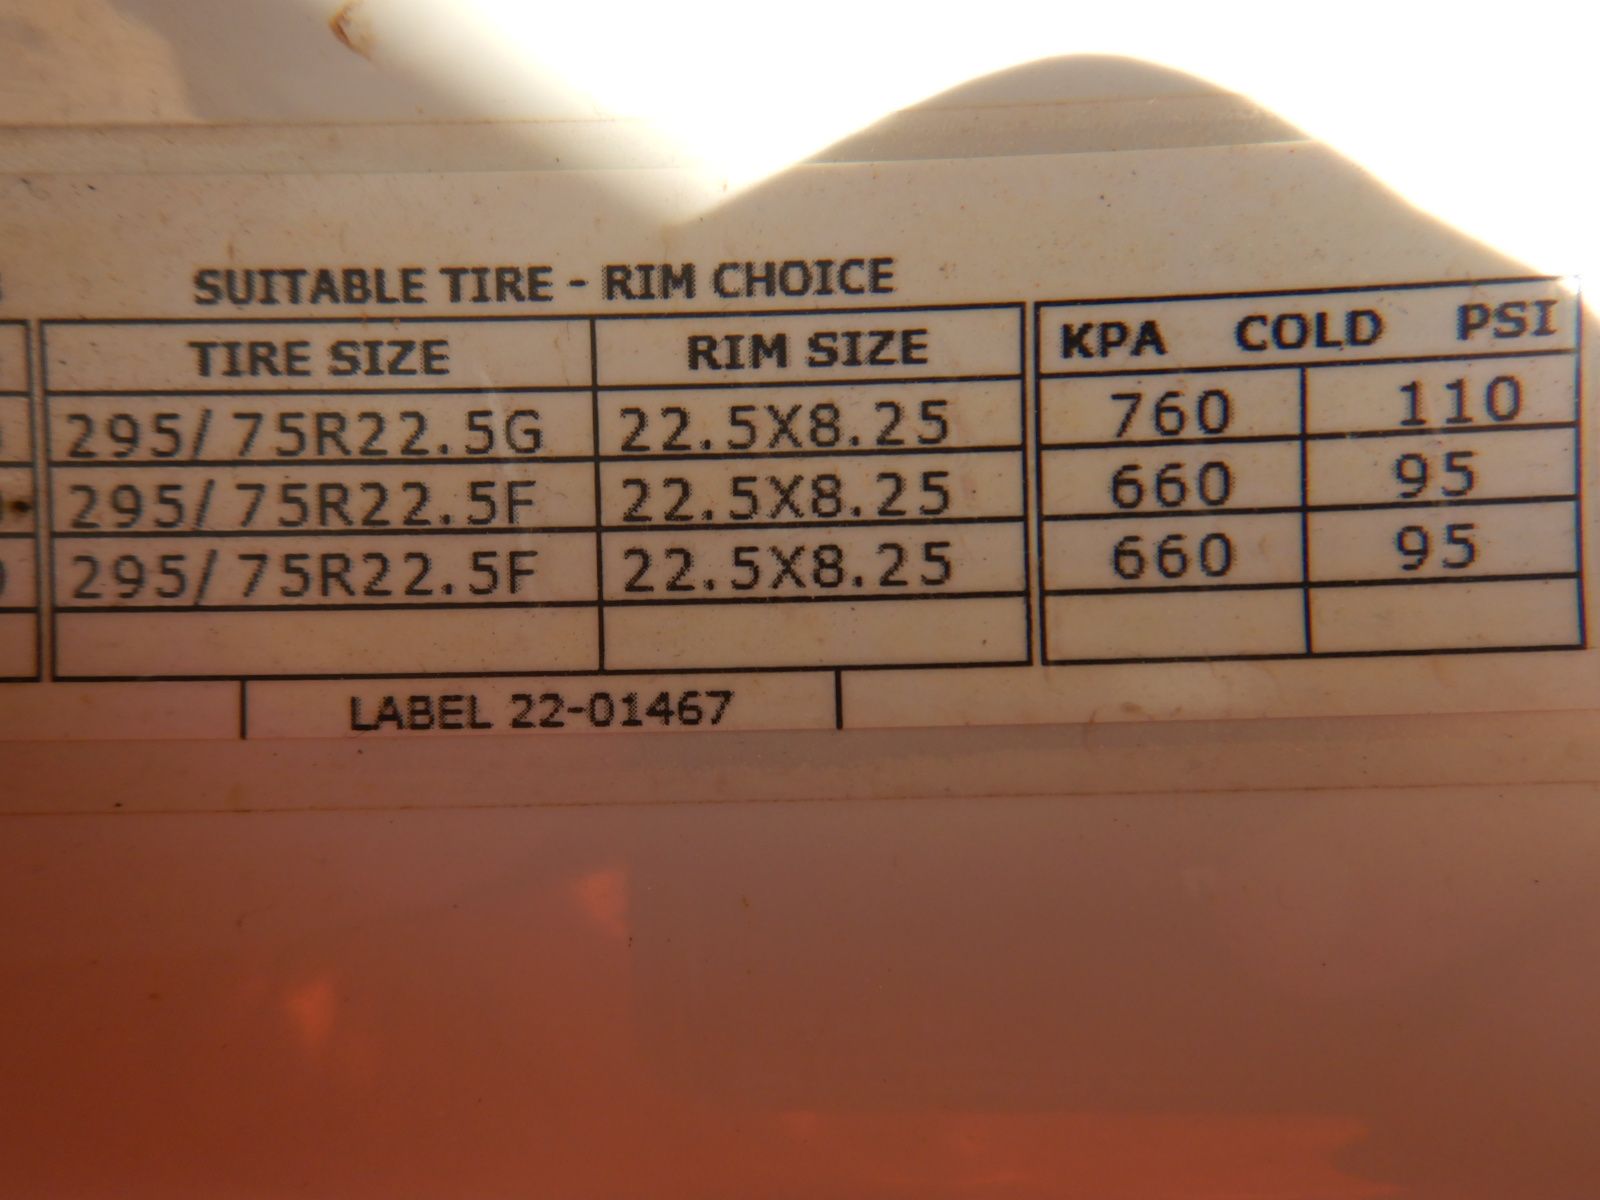 SUITABLE TIRE - RIM CHOICE
TIRE SIZE RIM SIZE KPA COLD PSI
295/75R22.5G 22.5X8.25 760 110
295/75R22.5F 22.5X8.25 660 95
295/75R22.5F 22.5X8.25 660 95
LABEL 22-01467